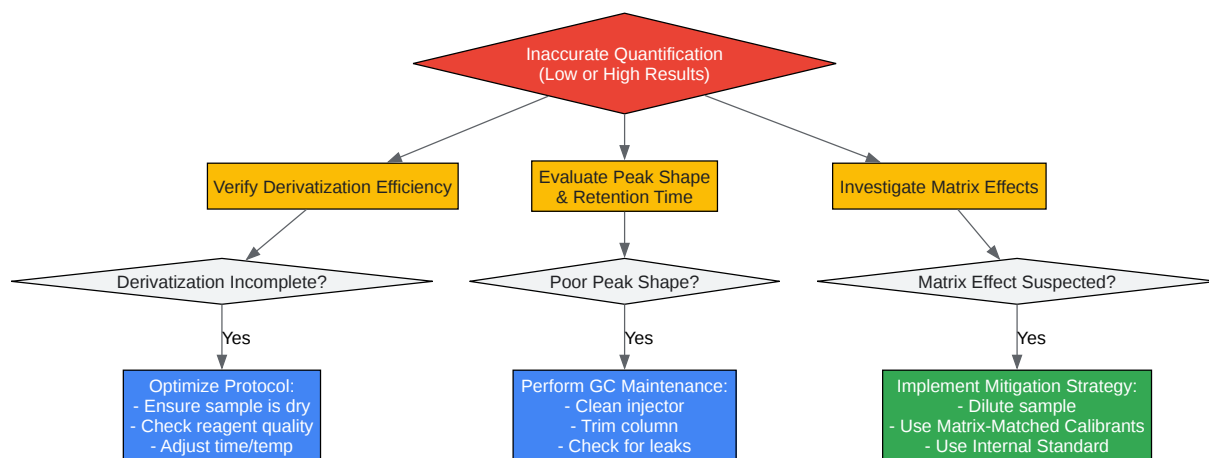 Inaccurate Quantification
(Low or High Results)
Verify Derivatization Efficiency
Evaluate Peak Shape
& Retention Time
Investigate Matrix Effects
Derivatization Incomplete?
Poor Peak Shape?
Matrix Effect Suspected?
Yes
Yes
Yes
Optimize Protocol:
- Ensure sample is dry
- Check reagent quality
- Adjust time/temp
Perform GC Maintenance:
- Clean injector
- Trim column
- Check for leaks
Implement Mitigation Strategy:
- Dilute sample
- Use Matrix-Matched Calibrants
- Use Internal Standard